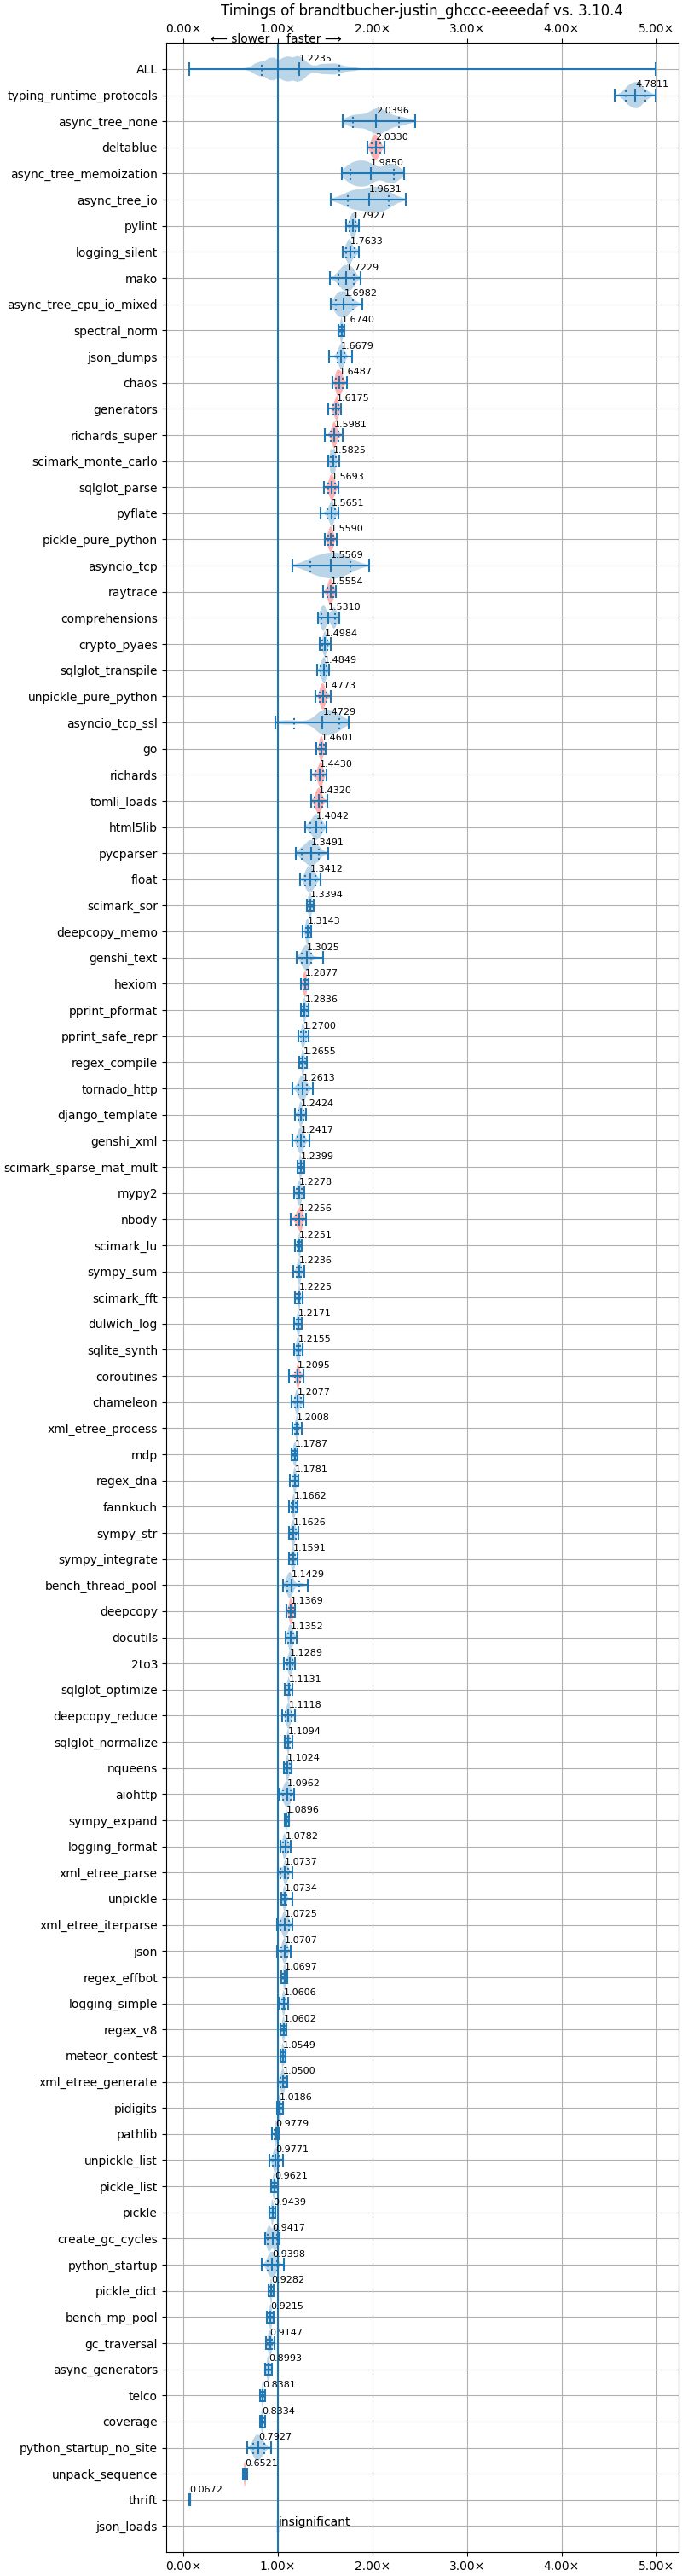 Timings of brandtbucher-justin_ghccc-eeeedaf vs. 3.10.4
0.00× 1.00× 2.00× 3.00× 4.00× 5.00×
← slower faster →
ALL 1.2235
typing_runtime_protocols 4.7811
async_tree_none 2.0396
deltablue 2.0330
async_tree_memoization 1.9850
async_tree_io 1.9631
pylint 1.7927
logging_silent 1.7633
mako 1.7229
async_tree_cpu_io_mixed 1.6982
spectral_norm 1.6740
json_dumps 1.6679
chaos 1.6487
generators 1.6175
richards_super 1.5981
scimark_monte_carlo 1.5825
sqlglot_parse 1.5693
pyflate 1.5651
pickle_pure_python 1.5590
asyncio_tcp 1.5569
raytrace 1.5554
comprehensions 1.5310
crypto_pyaes 1.4984
sqlglot_transpile 1.4849
unpickle_pure_python 1.4773
asyncio_tcp_ssl 1.4729
go 1.4601
richards 1.4430
tomli_loads 1.4320
html5lib 1.4042
pycparser 1.3491
float 1.3412
scimark_sor 1.3394
deepcopy_memo 1.3143
genshi_text 1.3025
hexiom 1.2877
pprint_pformat 1.2836
pprint_safe_repr 1.2700
regex_compile 1.2655
tornado_http 1.2613
django_template 1.2424
genshi_xml 1.2417
scimark_sparse_mat_mult 1.2399
mypy2 1.2278
nbody 1.2256
scimark_lu 1.2251
sympy_sum 1.2236
scimark_fft 1.2225
dulwich_log 1.2171
sqlite_synth 1.2155
coroutines 1.2095
chameleon 1.2077
xml_etree_process 1.2008
mdp 1.1787
regex_dna 1.1781
fannkuch 1.1662
sympy_str 1.1626
sympy_integrate 1.1591
bench_thread_pool 1.1429
deepcopy 1.1369
docutils 1.1352
2to3 1.1289
sqlglot_optimize 1.1131
deepcopy_reduce 1.1118
sqlglot_normalize 1.1094
nqueens 1.1024
aiohttp 1.0962
sympy_expand 1.0896
logging_format 1.0782
xml_etree_parse 1.0737
unpickle 1.0734
xml_etree_iterparse 1.0725
json 1.0707
regex_effbot 1.0697
logging_simple 1.0606
regex_v8 1.0602
meteor_contest 1.0549
xml_etree_generate 1.0500
pidigits 1.0186
pathlib 0.9779
unpickle_list 0.9771
pickle_list 0.9621
pickle 0.9439
create_gc_cycles 0.9417
python_startup 0.9398
pickle_dict 0.9282
bench_mp_pool 0.9215
gc_traversal 0.9147
async_generators 0.8993
telco 0.8381
coverage 0.8334
python_startup_no_site 0.7927
unpack_sequence 0.6521
thrift 0.0672
json_loads insignificant
0.00× 1.00× 2.00× 3.00× 4.00× 5.00×